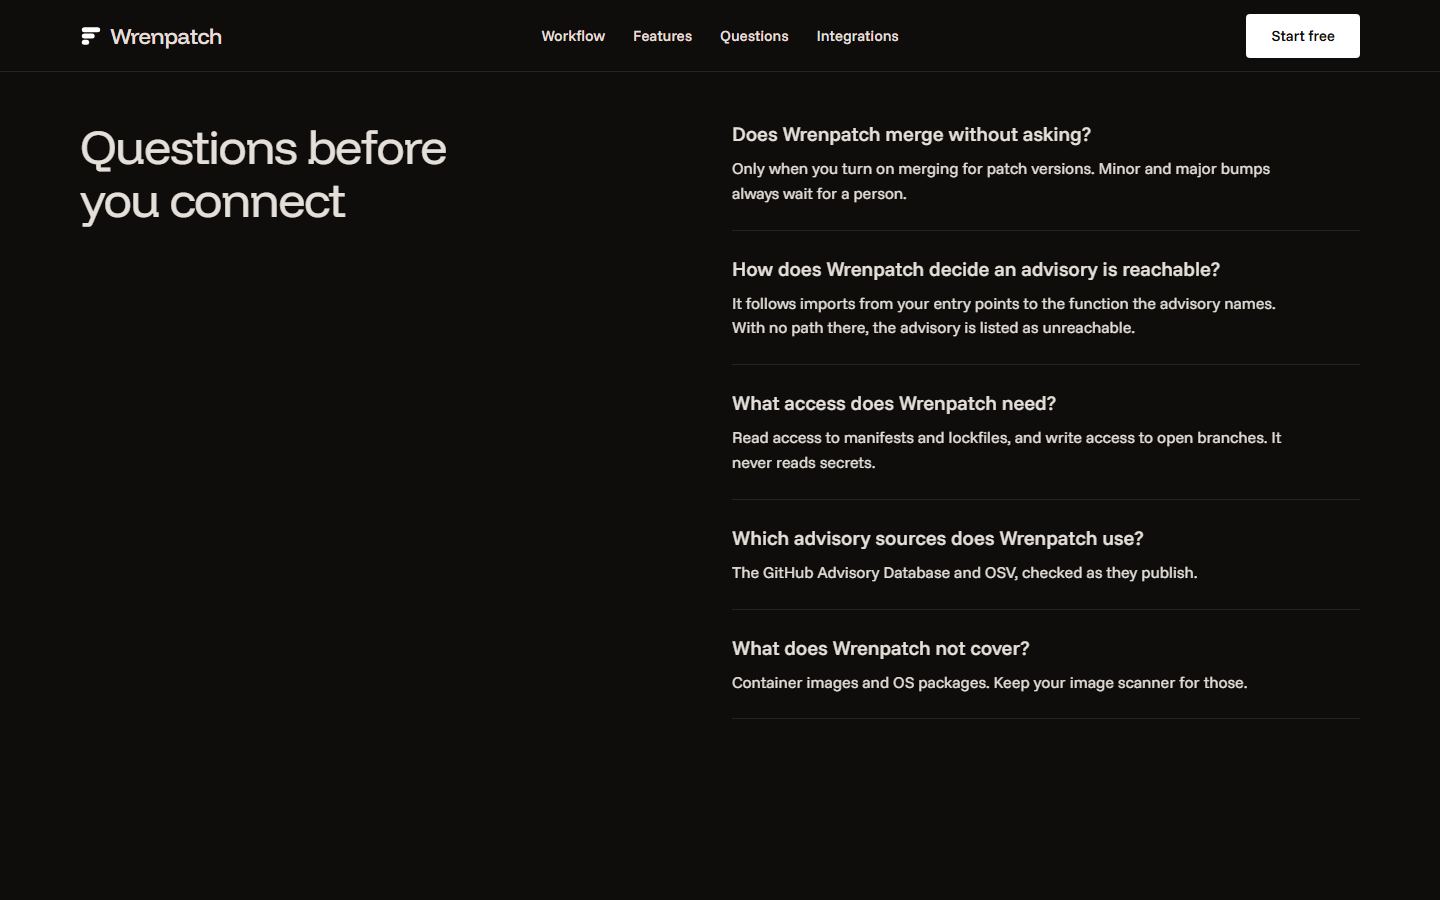 Wrenpatch
Workflow
Features
Questions
Integrations
Start free
Questions before
you connect
Does Wrenpatch merge without asking?
Only when you turn on merging for patch versions. Minor and major bumps
always wait for a person.
How does Wrenpatch decide an advisory is reachable?
It follows imports from your entry points to the function the advisory names.
With no path there, the advisory is listed as unreachable.
What access does Wrenpatch need?
Read access to manifests and lockfiles, and write access to open branches. It
never reads secrets.
Which advisory sources does Wrenpatch use?
The GitHub Advisory Database and OSV, checked as they publish.
What does Wrenpatch not cover?
Container images and OS packages. Keep your image scanner for those.